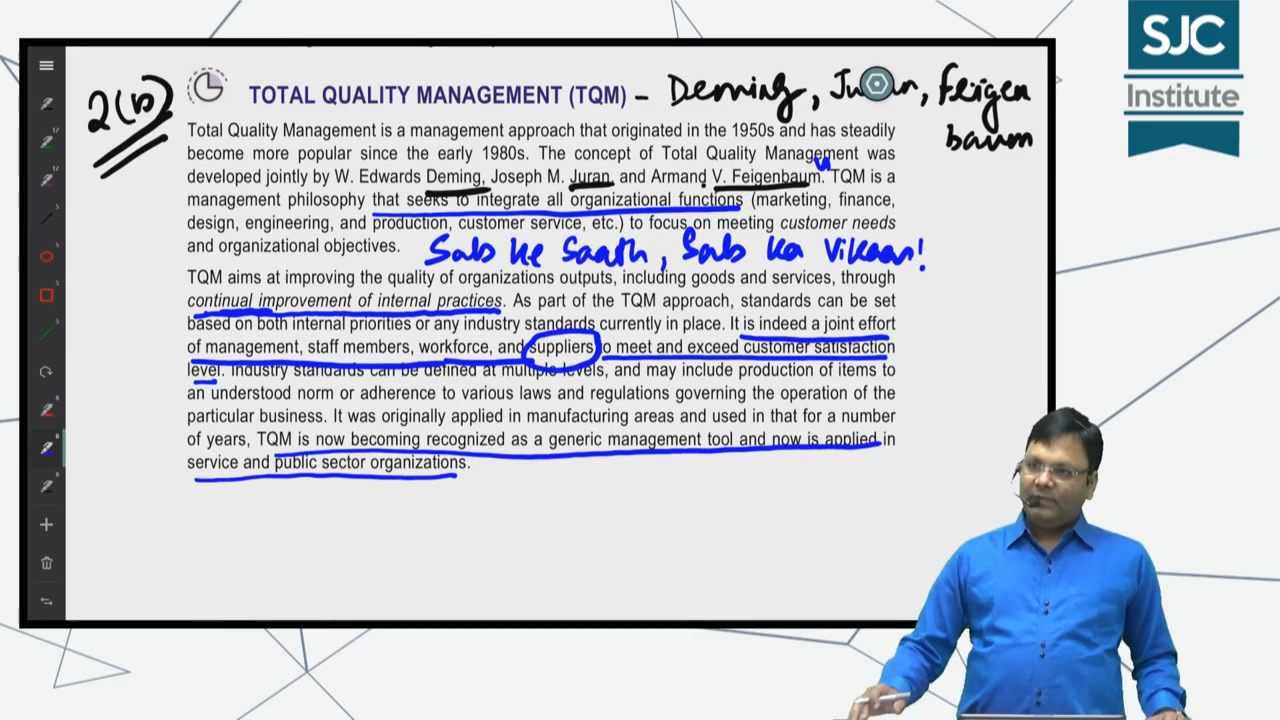 SJC
Institute
2(b)
TOTAL QUALITY MANAGEMENT (TQM) – Deming, Juran, Feigen
baum
Total Quality Management is a management approach that originated in the 1950s and has steadily
become more popular since the early 1980s. The concept of Total Quality Management was
developed jointly by W. Edwards Deming, Joseph M. Juran, and Armand V. Feigenbaum. TQM is a
management philosophy that seeks to integrate all organizational functions (marketing, finance,
design, engineering, and production, customer service, etc.) to focus on meeting customer needs
and organizational objectives.
Sab ke Saath, Sab ka Vikaas!
TQM aims at improving the quality of organizations outputs, including goods and services, through
continual improvement of internal practices. As part of the TQM approach, standards can be set
based on both internal priorities or any industry standards currently in place. It is indeed a joint effort
of management, staff members, workforce, and suppliers to meet and exceed customer satisfaction
level. Industry standards can be defined at multiple levels, and may include production of items to
an understood norm or adherence to various laws and regulations governing the operation of the
particular business. It was originally applied in manufacturing areas and used in that for a number
of years, TQM is now becoming recognized as a generic management tool and now is applied in
service and public sector organizations.